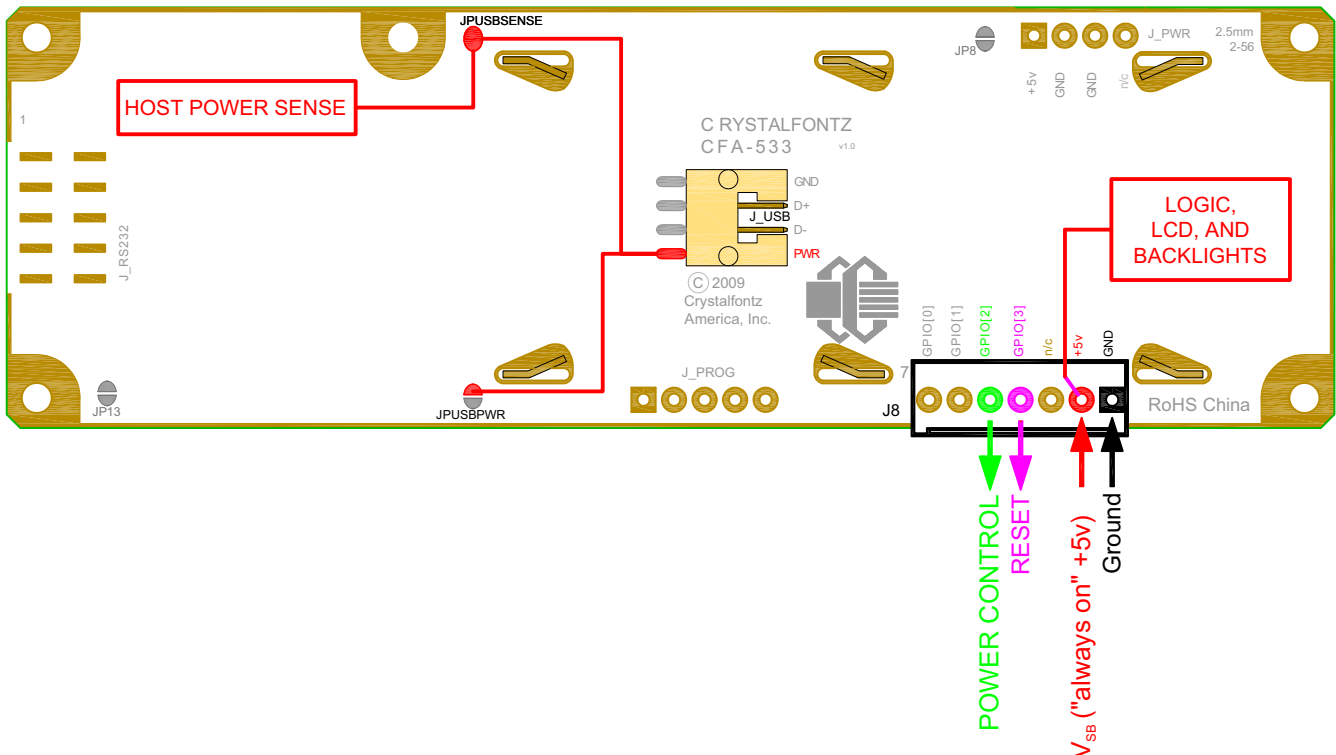 JPUSBSENSE
HOST POWER SENSE
1
J_RS232
JP13
JPUSBPWR
C RYSTALFONTZ
CFA-533 v1.0
GND
D+
J_USB
D-
PWR
© 2009
Crystalfontz
America, Inc.
J_PROG
JP8
J_PWR
2.5mm
2-56
+5v
GND
GND
n/c
LOGIC,
LCD, AND
BACKLIGHTS
GPIO[0]
GPIO[1]
GPIO[2]
GPIO[3]
n/c
+5v
GND
7
J8
RoHS China
POWER CONTROL
RESET
VSB ("always on" +5v)
Ground